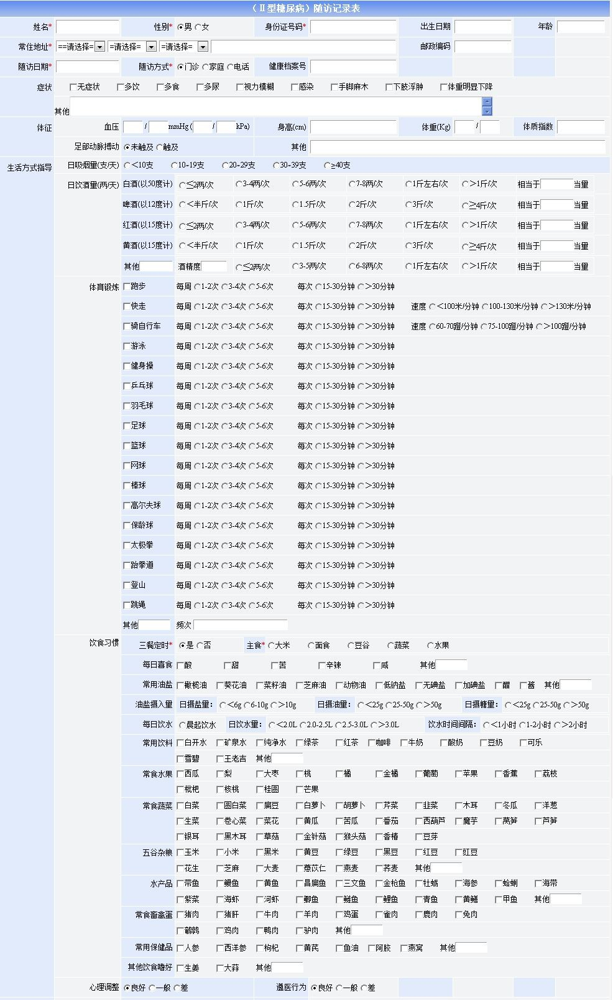 （Ⅱ型糖尿病）随访记录表
姓名* 性别* 男 女 身份证号码* 出生日期 年龄
常住地址* ==请选择= =请选择= =请选择= 邮政编码
随访日期* 随访方式* 门诊 家庭 电话 健康档案号
症状 无症状 多饮 多食 多尿 视力模糊 感染 手脚麻木 下肢浮肿 体重明显下降
其他
体征 血压 / mmHg ( / kPa) 身高(cm) 体重(Kg) / 体质指数
足部动脉搏动 未触及 触及 其他
生活方式指导 日吸烟量(支/天) <10支 10~19支 20~29支 30~39支 ≥40支
日饮酒量(两/天) 白酒(以50度计) ≤2两/次 3-4两/次 5-6两/次 7-8两/次 1斤左右/次 >1斤/次 相当于 当量
啤酒(以12度计) <半斤/次 1斤/次 1.5斤/次 2斤/次 3斤/次 ≥4斤/次 相当于 当量
红酒(以15度计) ≤2两/次 3-4两/次 5-6两/次 7-8两/次 1斤左右/次 >1斤/次 相当于 当量
黄酒(以15度计) <半斤/次 1斤/次 1.5斤/次 2斤/次 3斤/次 ≥4斤/次 相当于 当量
其他 酒精度 ≤2两/次 3-5两/次 6-8两/次 1斤左右/次 >1斤/次 相当于 当量
体育锻炼 跑步 每周 1-2次 3-4次 5-6次 每次 15-30分钟 >30分钟
快走 每周 1-2次 3-4次 5-6次 每次 15-30分钟 >30分钟 速度 <100米/分钟 100-130米/分钟 >130米/分钟
骑自行车 每周 1-2次 3-4次 5-6次 每次 15-30分钟 >30分钟 速度 60-70蹬/分钟 75-100蹬/分钟 >100蹬/分钟
游泳 每周 1-2次 3-4次 5-6次 每次 15-30分钟 >30分钟
健身操 每周 1-2次 3-4次 5-6次 每次 15-30分钟 >30分钟
乒乓球 每周 1-2次 3-4次 5-6次 每次 15-30分钟 >30分钟
羽毛球 每周 1-2次 3-4次 5-6次 每次 15-30分钟 >30分钟
足球 每周 1-2次 3-4次 5-6次 每次 15-30分钟 >30分钟
篮球 每周 1-2次 3-4次 5-6次 每次 15-30分钟 >30分钟
网球 每周 1-2次 3-4次 5-6次 每次 15-30分钟 >30分钟
棒球 每周 1-2次 3-4次 5-6次 每次 15-30分钟 >30分钟
高尔夫球 每周 1-2次 3-4次 5-6次 每次 15-30分钟 >30分钟
保龄球 每周 1-2次 3-4次 5-6次 每次 15-30分钟 >30分钟
太极拳 每周 1-2次 3-4次 5-6次 每次 15-30分钟 >30分钟
跆拳道 每周 1-2次 3-4次 5-6次 每次 15-30分钟 >30分钟
登山 每周 1-2次 3-4次 5-6次 每次 15-30分钟 >30分钟
跳绳 每周 1-2次 3-4次 5-6次 每次 15-30分钟 >30分钟
其他 频次
饮食习惯 三餐定时* 是 否 主食* 大米 面食 豆谷 蔬菜 水果
每日喜食 酸 甜 苦 辛辣 咸 其他
常用油盐 橄榄油 葵花油 菜籽油 芝麻油 动物油 低钠盐 无碘盐 加碘盐 醋 酱 其他
油盐摄入量 日摄盐量： <6g 6-10g >10g 日摄油量： <25g 25-50g >50g 日摄糖量： <25g 25-50g >50g
每日饮水 晨起饮水 日饮水量： <2.0L 2.0-2.5L 2.5-3.0L >3.0L 饮水时间间隔： <1小时 1-2小时 >2小时
常用饮料 白开水 矿泉水 纯净水 绿茶 红茶 咖啡 牛奶 酸奶 豆奶 可乐
雪碧 王老吉 其他
常食水果 西瓜 梨 大枣 桃 橘 金橘 葡萄 苹果 香蕉 荔枝
枇杷 核桃 桂圆 芒果
常食蔬菜 白菜 圆白菜 扁豆 白萝卜 胡萝卜 芹菜 韭菜 木耳 冬瓜 洋葱
生菜 卷心菜 菜花 黄瓜 苦瓜 番茄 西葫芦 魔芋 莴笋 芦笋
银耳 黑木耳 草菇 金针菇 猴头菇 香椿 豆芽
五谷杂粮 玉米 小米 黑米 黄豆 绿豆 黑豆 红豆 豇豆
花生 芝麻 大麦 薏苡仁 燕麦 荞麦 其他
水产品 带鱼 鳗鱼 黄鱼 昌扁鱼 三文鱼 金枪鱼 牡蛎 海参 蛤蜊 海带
紫菜 海虾 河虾 鲫鱼 鲢鱼 鲤鱼 青鱼 黄鳝 甲鱼 其他
常食畜禽蛋 猪肉 猪肝 牛肉 羊肉 鸡蛋 雀肉 鹿肉 兔肉
鹌鹑 鸡肉 鸭肉 驴肉 其他
常用保健品 人参 西洋参 枸杞 黄芪 鱼油 阿胶 燕窝 其他
其他饮食嗜好 生姜 大蒜 其他
心理调整 良好 一般 差 遵医行为 良好 一般 差